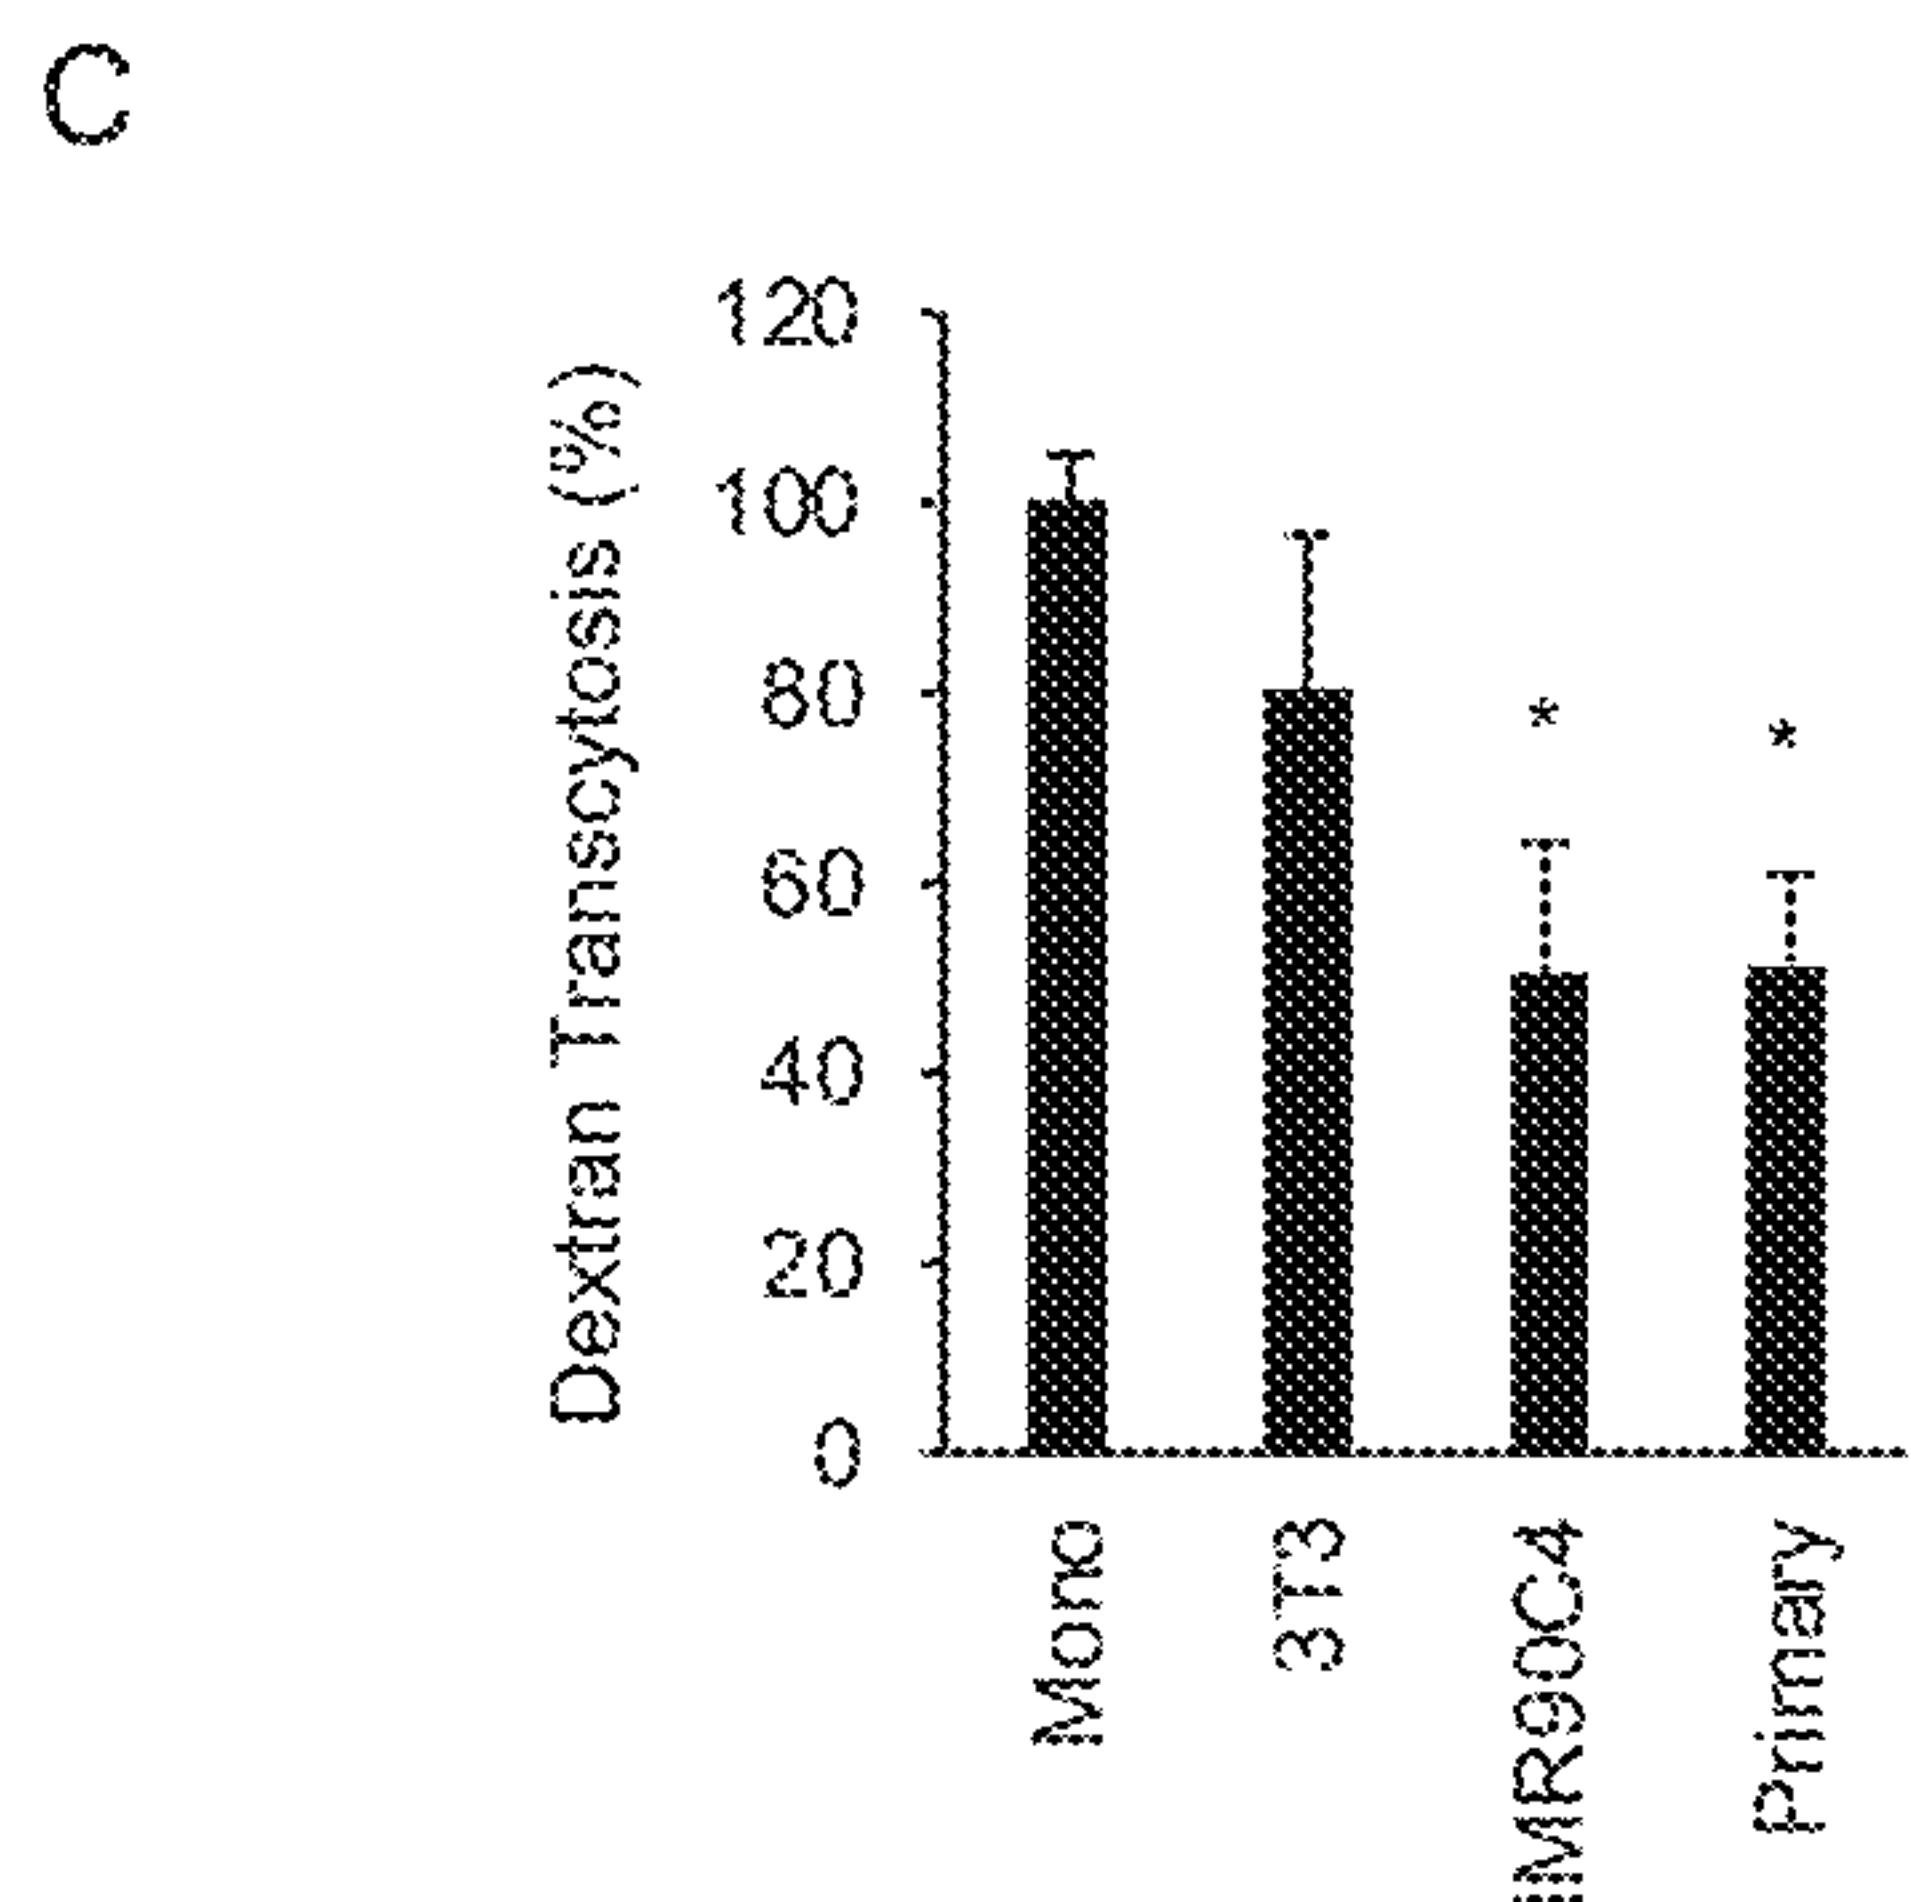 C
Dextran Transcytosis (%)
120
100
80
60
40
20
0
*
*
Mono
3T3
IMR90C4
Primary